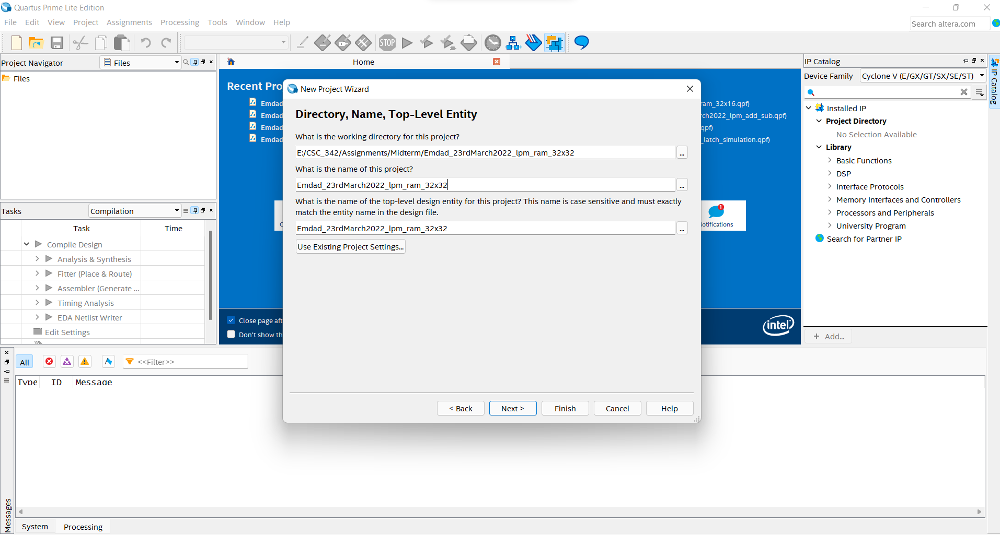 Quartus Prime Lite Edition
File Edit View Project Assignments Processing Tools Window Help
Search altera.com
STOP
Project Navigator
Files
Files
Home
IP Catalog
Device Family
Cyclone V (E/GX/GT/SX/SE/ST)
IP Catalog
Installed IP
Project Directory
No Selection Available
Library
Basic Functions
DSP
Interface Protocols
Memory Interfaces and Controllers
Processors and Peripherals
University Program
Search for Partner IP
+ Add...
Recent Pro
Emdad
ram_32x16.qpf)
Emdad
rch2022_lpm_add_sub.qpf)
Emdad
qpf)
Emdad
_latch_simulation.qpf)
New Project Wizard
Directory, Name, Top-Level Entity
What is the working directory for this project?
E:/CSC_342/Assignments/Midterm/Emdad_23rdMarch2022_lpm_ram_32x32
...
What is the name of this project?
Emdad_23rdMarch2022_lpm_ram_32x32
...
What is the name of the top-level design entity for this project? This name is case sensitive and must exactly
match the entity name in the design file.
Emdad_23rdMarch2022_lpm_ram_32x32
...
Use Existing Project Settings...
< Back
Next >
Finish
Cancel
Help
1
otifications
Close page aft
Don't show th
intel
Tasks
Compilation
Task Time
Compile Design
Analysis & Synthesis
Fitter (Place & Route)
Assembler (Generate ...
Timing Analysis
EDA Netlist Writer
Edit Settings
All
<<Filter>>
Type ID Message
Messages
System
Processing